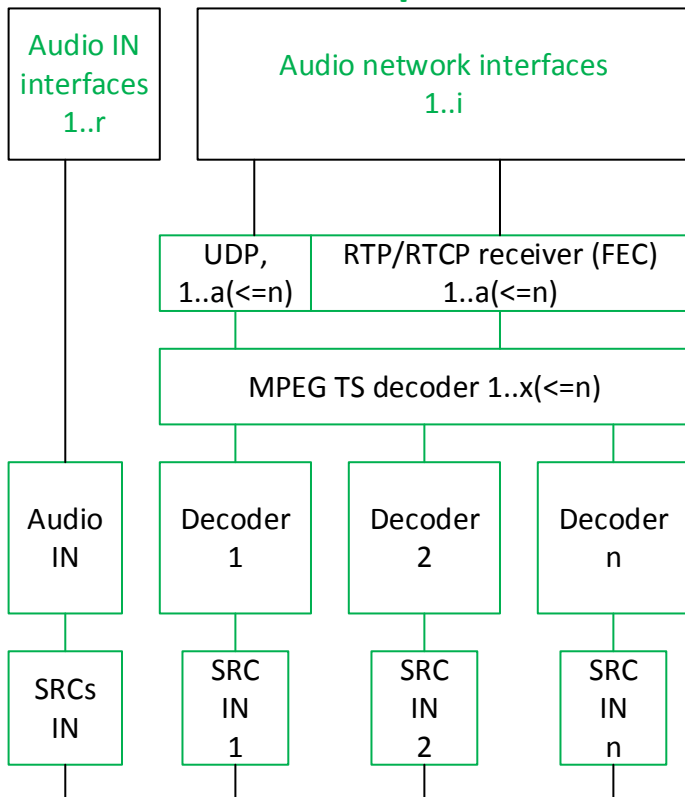 Audio IN
interfaces
1..r
Audio network interfaces
1..i
UDP,
1..a(<=n)
RTP/RTCP receiver (FEC)
1..a(<=n)
MPEG TS decoder 1..x(<=n)
Audio
IN
Decoder
1
Decoder
2
Decoder
n
SRCs
IN
SRC
IN
1
SRC
IN
2
SRC
IN
n